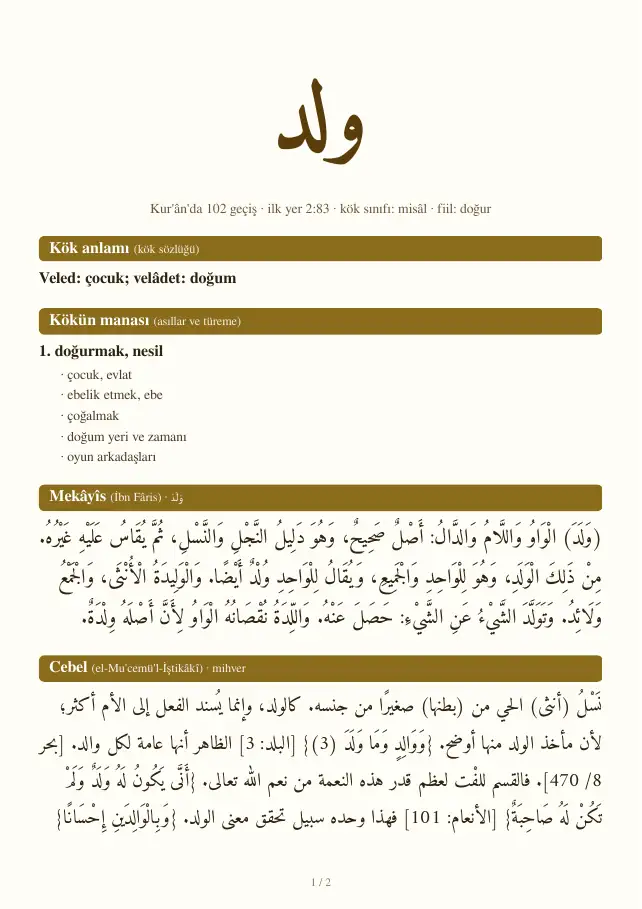 ولد
Kur'ân'da 102 geçiş · ilk yer 2:83 · kök sınıfı: misâl · fiil: doğur
Kök anlamı (kök sözlüğü)
Veled: çocuk; velâdet: doğum
Kökün manası (asıllar ve türeme)
1. doğurmak, nesil
· çocuk, evlat
· ebelik etmek, ebe
· çoğalmak
· doğum yeri ve zamanı
· oyun arkadaşları
Mekâyîs (İbn Fâris) · وَلَدَ
(وَلَدَ) الْوَاوُ وَاللَّامُ وَالدَّالُ: أَصْلٌ صَحِيحٌ، وَهُوَ دَلِيلُ النَّجْلِ وَالنَّسْلِ، ثُمَّ يُقَاسُ عَلَيْهِ غَيْرُهُ.
مِنْ ذَلِكَ الْوَلَدِ، وَهُوَ لِلْوَاحِدِ وَالْجَمِيعِ، وَيُقَالُ لِلْوَاحِدِ وُلْدٌ أَيْضًا. وَالْوَلِيدَةُ الْأُنْثَى، وَالْجَمْعُ
وَلَائِدُ. وَتَوَلَّدَ الشَّيْءُ عَنِ الشَّيْءِ: حَصَلَ عَنْهُ. وَاللِّدَةُ نُقْصَانُهُ الْوَاوُ لِأَنَّ أَصْلَهُ وِلْدَةٌ.
Cebel (el-Mu'cemü'l-İştikâkî) · mihver
نَسْلُ (أنثى) الحي من (بطنها) صغيرًا من جنسه. كالولد، وإنما يُسند الفعل إلى الأم أكثر؛
لأن مأخذ الولد منها أوضح. {وَوَالِدٍ وَمَا وَلَدَ (3)} [البلد: 3] الظاهر أنها عامة لكل والد. [بحر
8/ 470]. فالقسم للفْت لعظم قدر هذه النعمة من نعم الله تعالى. {أَنَّى يَكُونُ لَهُ وَلَدٌ وَلَمْ
تَكُنْ لَهُ صَاحِبَةٌ} [الأنعام: 101] فهذا وحده سبيل تحقق معنى الولد. {وَبِالْوَالِدَيْنِ إِحْسَانًا}
1 / 2